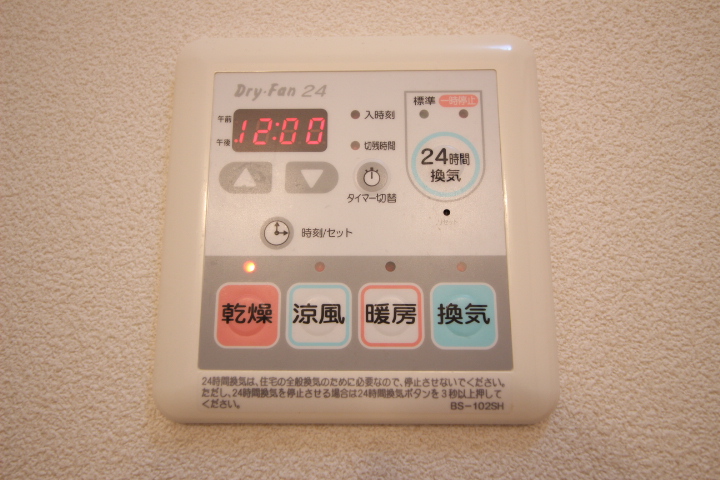 Dry・Fan 24
標準 一時停止
午前
12:00
午後
入時刻
切残時間
24時間
換気
タイマー切替
時刻/セット
乾燥 涼風 暖房 換気
24時間換気は、住宅の全般換気のために必要なので、停止させないでください。
ただし、24時間換気を停止させる場合は24時間換気ボタンを3秒以上押して
ください。
BS-102SH